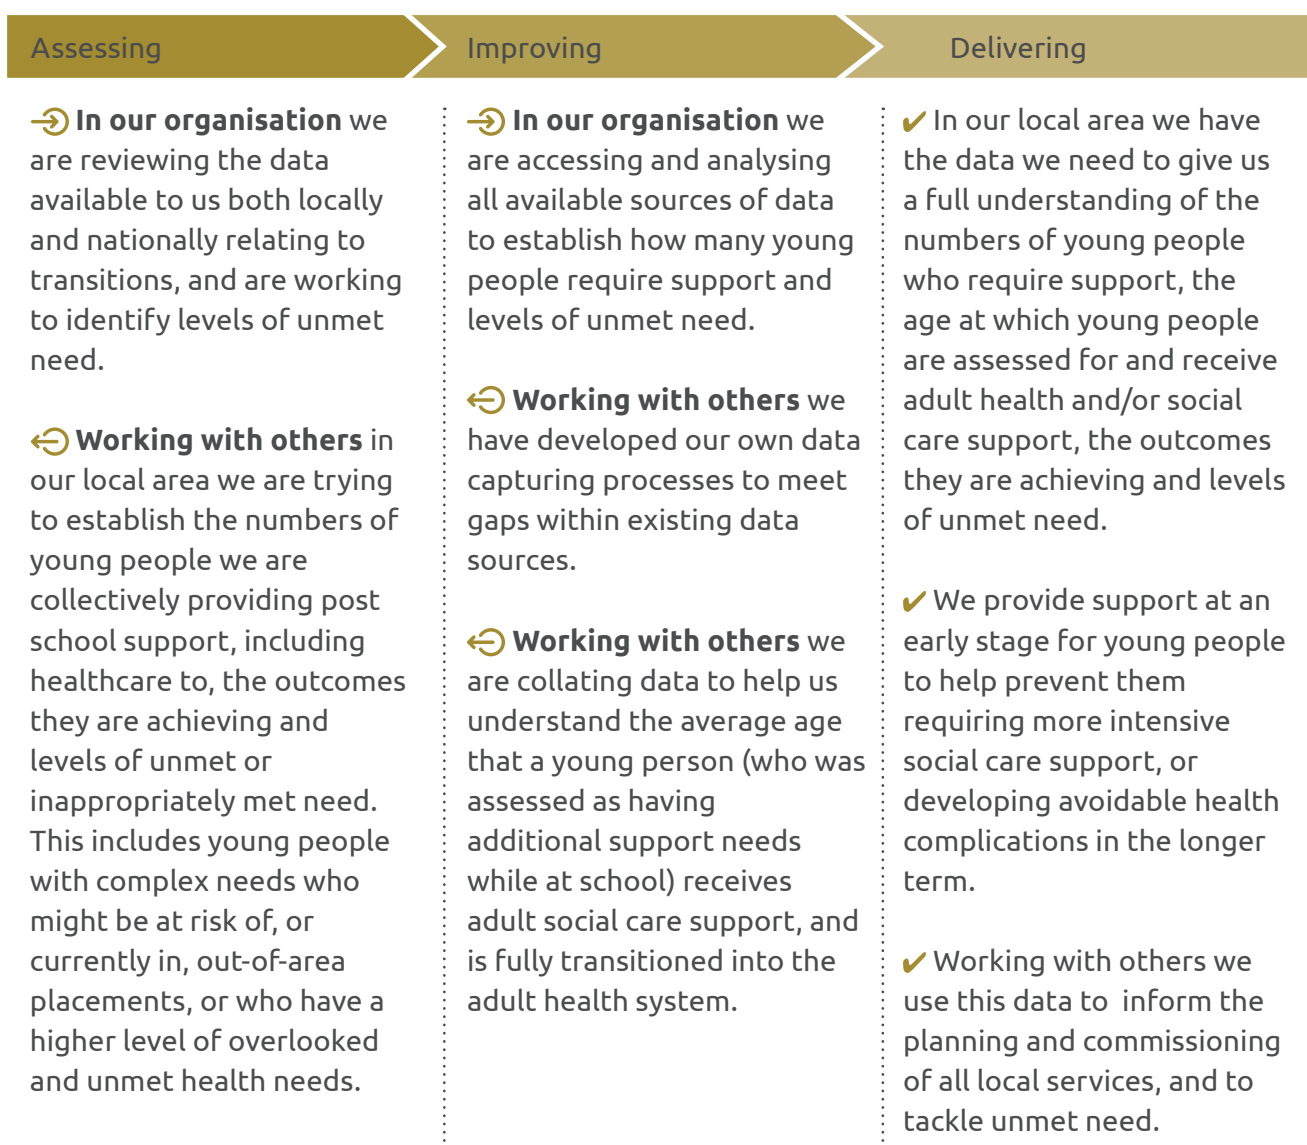 Assessing
Improving
Delivering
In our organisation we
are reviewing the data
available to us both locally
and nationally relating to
transitions, and are working
to identify levels of unmet
need.
Working with others in
our local area we are trying
to establish the numbers of
young people we are
collectively providing post
school support, including
healthcare to, the outcomes
they are achieving and
levels of unmet or
inappropriately met need.
This includes young people
with complex needs who
might be at risk of, or
currently in, out-of-area
placements, or who have a
higher level of overlooked
and unmet health needs.
In our organisation we
are accessing and analysing
all available sources of data
to establish how many young
people require support and
levels of unmet need.
Working with others we
have developed our own data
capturing processes to meet
gaps within existing data
sources.
Working with others we
are collating data to help us
understand the average age
that a young person (who was
assessed as having
additional support needs
while at school) receives
adult social care support, and
is fully transitioned into the
adult health system.
✔ In our local area we have
the data we need to give us
a full understanding of the
numbers of young people
who require support, the
age at which young people
are assessed for and receive
adult health and/or social
care support, the outcomes
they are achieving and levels
of unmet need.
✔ We provide support at an
early stage for young people
to help prevent them
requiring more intensive
social care support, or
developing avoidable health
complications in the longer
term.
✔ Working with others we
use this data to  inform the
planning and commissioning
of all local services, and to
tackle unmet need.